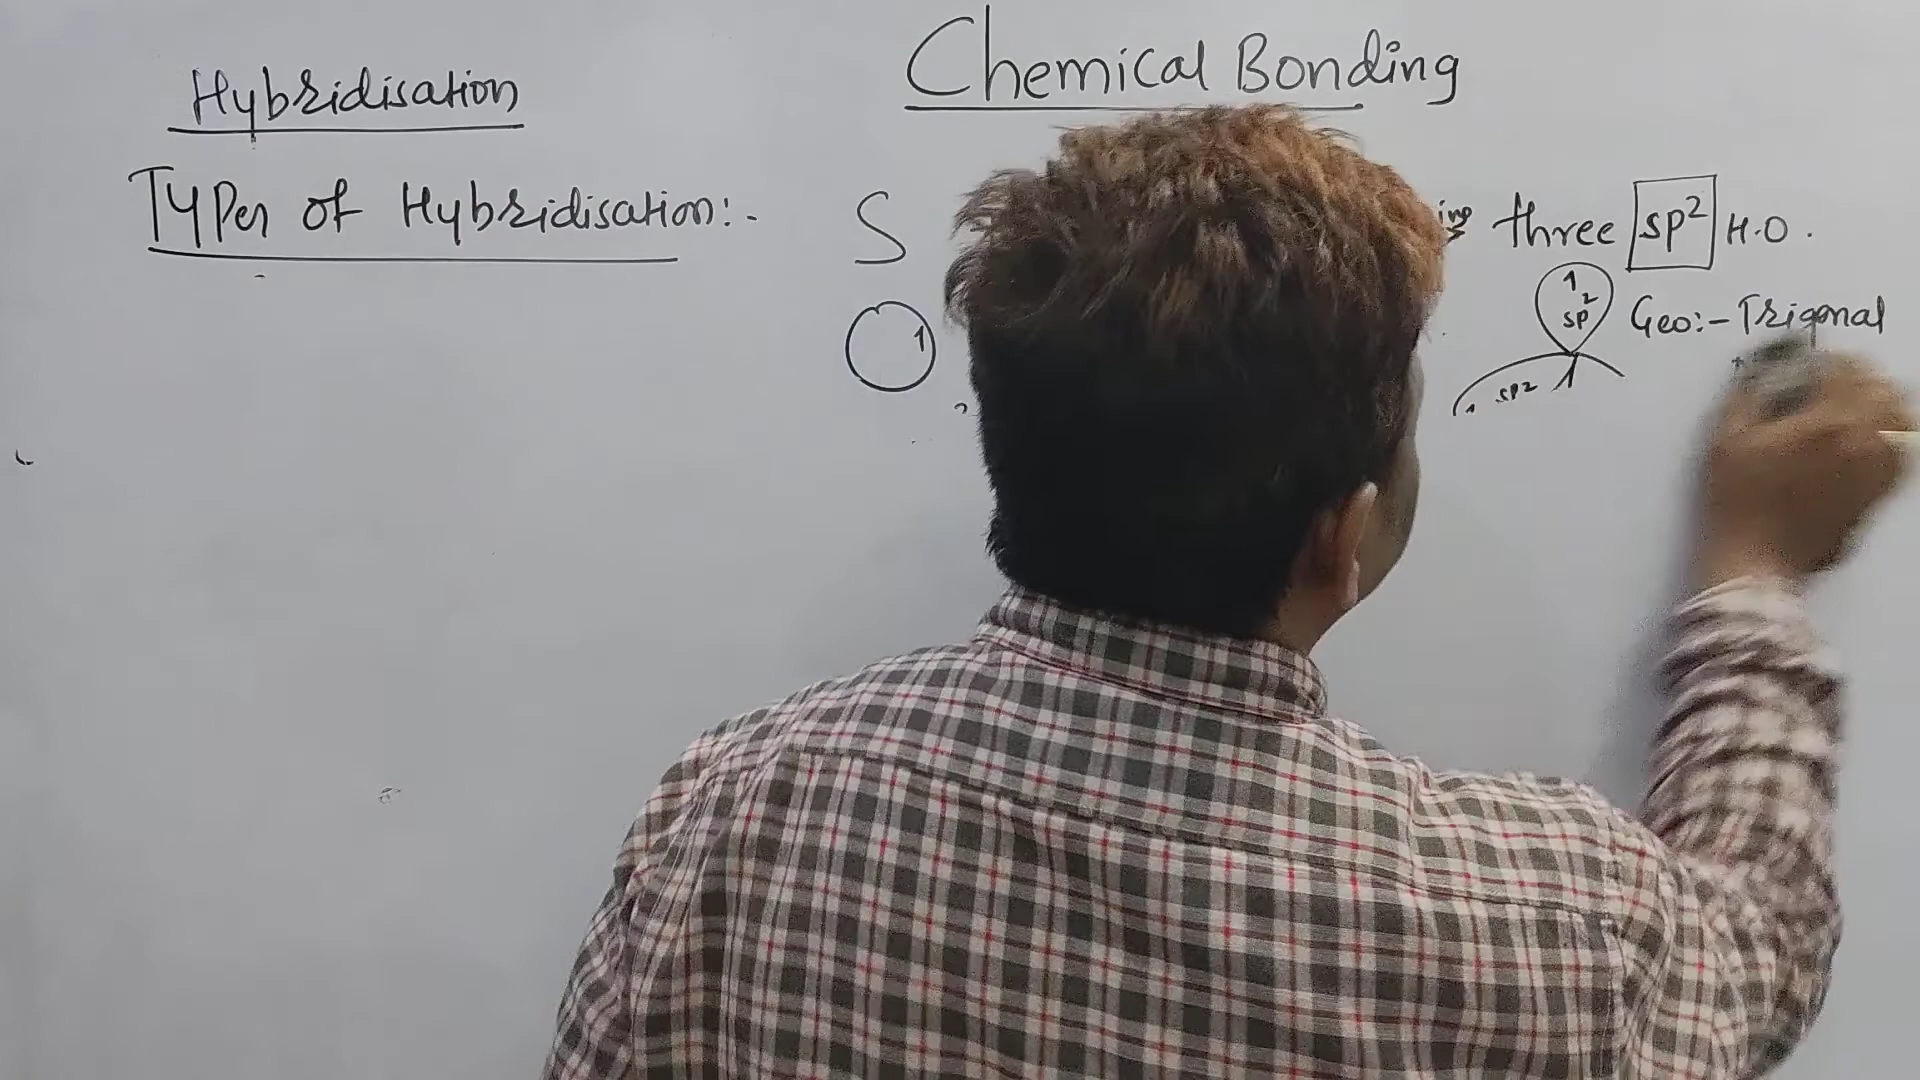 Chemical Bonding
Hybridisation
Types of Hybridisation:-
S
three sp² H.O.
1
1
sp²
Geo:- Trigonal
sp2